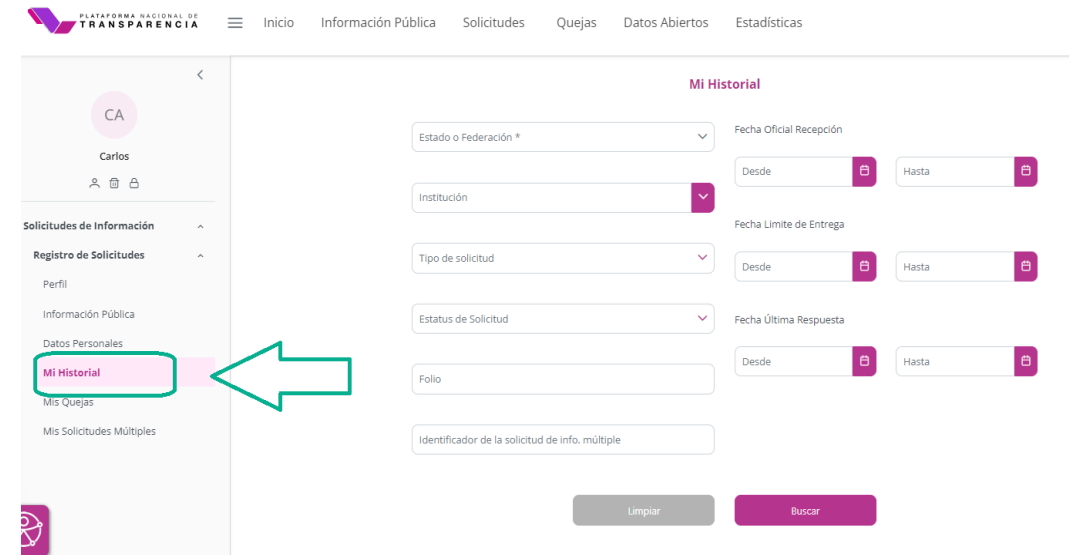 PLATAFORMA NACIONAL DE
TRANSPARENCIA
Inicio
Información Pública
Solicitudes
Quejas
Datos Abiertos
Estadísticas
CA
Carlos
Solicitudes de Información
Registro de Solicitudes
Perfil
Información Pública
Datos Personales
Mi Historial
Mis Quejas
Mis Solicitudes Múltiples
Mi Historial
Estado o Federación *
Institución
Tipo de solicitud
Estatus de Solicitud
Folio
Identificador de la solicitud de info. múltiple
Fecha Oficial Recepción
Desde
Hasta
Fecha Limite de Entrega
Desde
Hasta
Fecha Última Respuesta
Desde
Hasta
Limpiar
Buscar